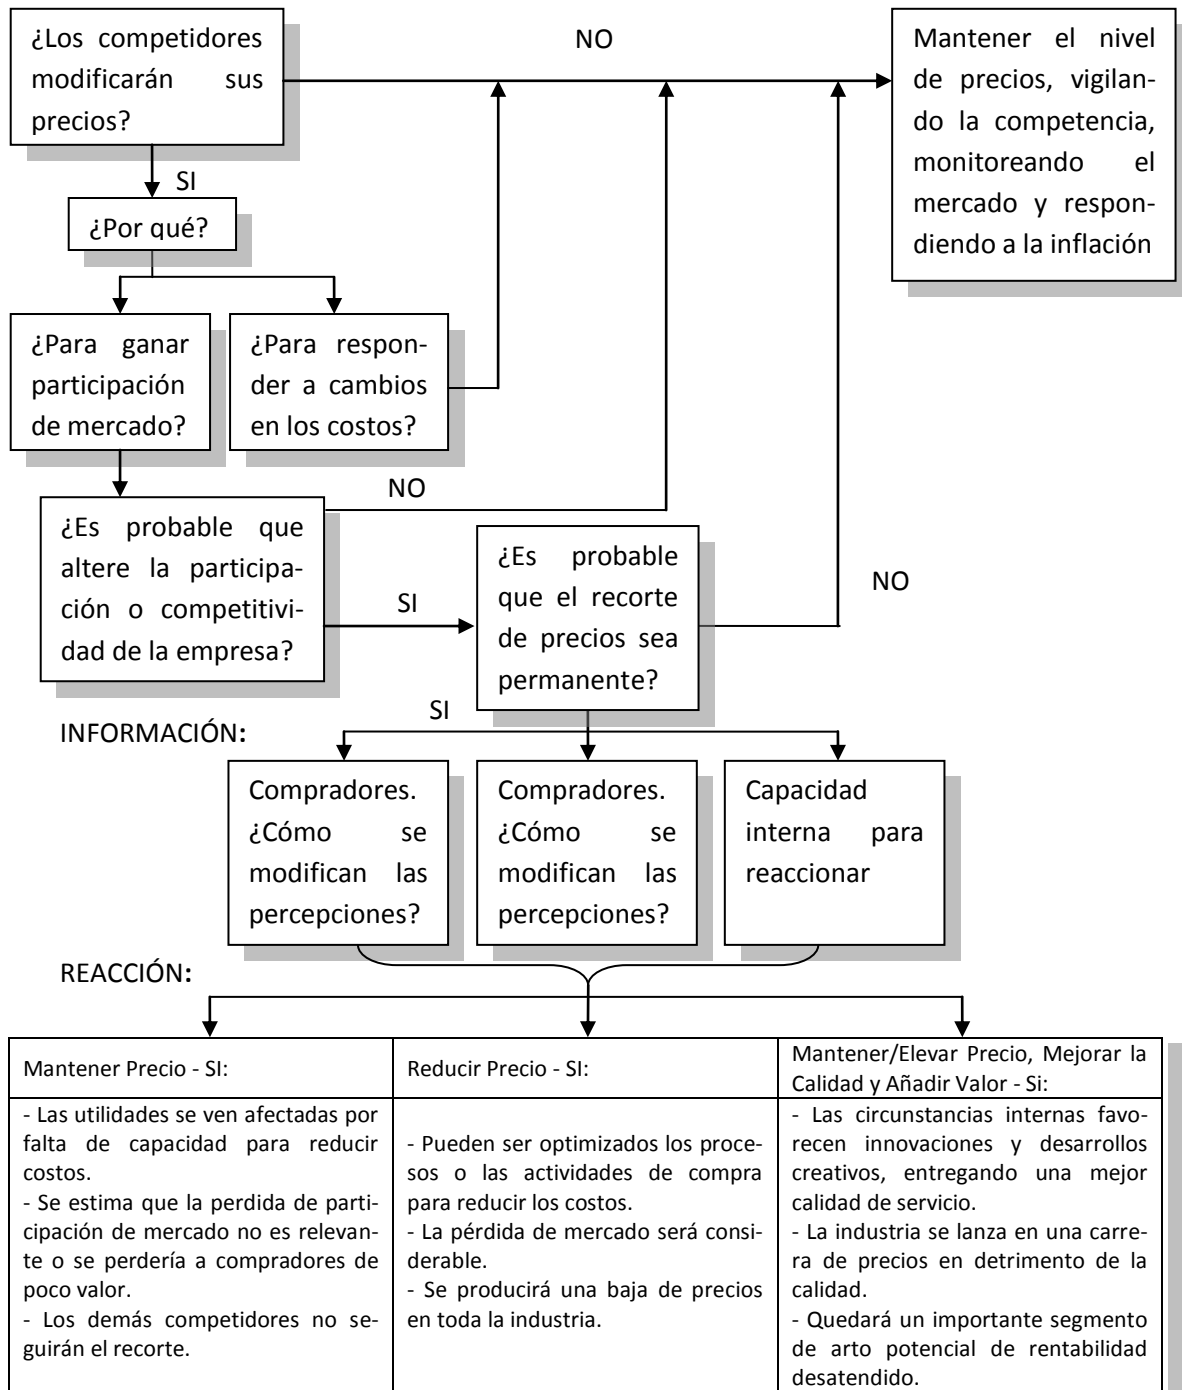 ¿Los competidores
modificarán sus
precios?
NO
Mantener el nivel
de precios, vigilan-
do la competencia,
monitoreando el
mercado y respon-
diendo a la inflación
SI
¿Por qué?
¿Para ganar
participación
de mercado?
¿Para respon-
der a cambios
en los costos?
NO
¿Es probable que
altere la participa-
ción o competitivi-
dad de la empresa?
SI
¿Es probable
que el recorte
de precios sea
permanente?
NO
SI
INFORMACIÓN:
Compradores.
¿Cómo se
modifican las
percepciones?
Compradores.
¿Cómo se
modifican las
percepciones?
Capacidad
interna para
reaccionar
REACCIÓN:
Mantener Precio - SI:
- Las utilidades se ven afectadas por
falta de capacidad para reducir
costos.
- Se estima que la perdida de parti-
cipación de mercado no es relevan-
te o se perdería a compradores de
poco valor.
- Los demás competidores no se-
guirán el recorte.
Reducir Precio - SI:
- Pueden ser optimizados los proce-
sos o las actividades de compra
para reducir los costos.
- La pérdida de mercado será consi-
derable.
- Se producirá una baja de precios
en toda la industria.
Mantener/Elevar Precio, Mejorar la
Calidad y Añadir Valor - Si:
- Las circunstancias internas favo-
recen innovaciones y desarrollos
creativos, entregando una mejor
calidad de servicio.
- La industria se lanza en una carre-
ra de precios en detrimento de la
calidad.
- Quedará un importante segmento
de arto potencial de rentabilidad
desatendido.